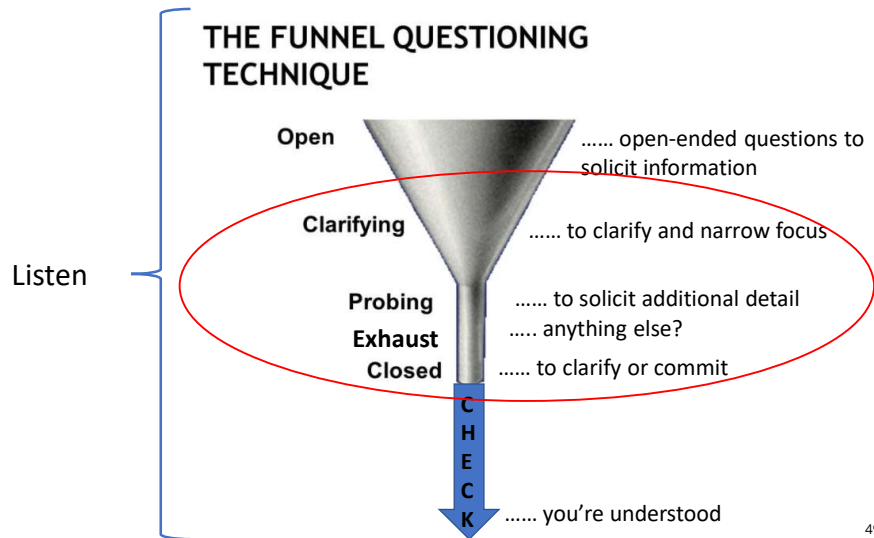 THE FUNNEL QUESTIONING
TECHNIQUE
Open
...... open-ended questions to
solicit information
Clarifying
...... to clarify and narrow focus
Listen
Probing
...... to solicit additional detail
Exhaust
..... anything else?
Closed
...... to clarify or commit
C
H
E
C
K
...... you're understood